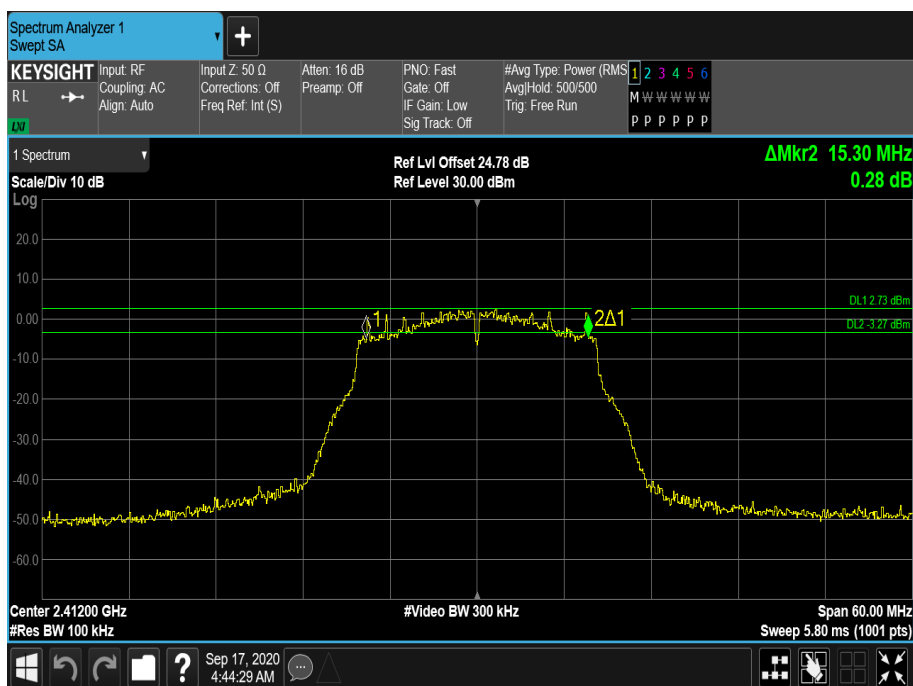 Spectrum Analyzer 1
Swept SA
+
KEYSIGHT
RL
LXI
Input: RF
Coupling: AC
Align: Auto
Input Z: 50 Ω
Corrections: Off
Freq Ref: Int (S)
Atten: 16 dB
Preamp: Off
PNO: Fast
Gate: Off
IF Gain: Low
Sig Track: Off
#Avg Type: Power (RMS
Avg|Hold: 500/500
Trig: Free Run
1 2 3 4 5 6
M W W W W W
P P P P P P
1 Spectrum
Scale/Div 10 dB
Ref Lvl Offset 24.78 dB
Ref Level 30.00 dBm
ΔMkr2 15.30 MHz
0.28 dB
Log
20.0
10.0
0.00
-10.0
-20.0
-30.0
-40.0
-50.0
-60.0
DL1 2.73 dBm
DL2 -3.27 dBm
1
2Δ1
Center 2.41200 GHz
#Res BW 100 kHz
#Video BW 300 kHz
Span 60.00 MHz
Sweep 5.80 ms (1001 pts)
?
Sep 17, 2020
4:44:29 AM